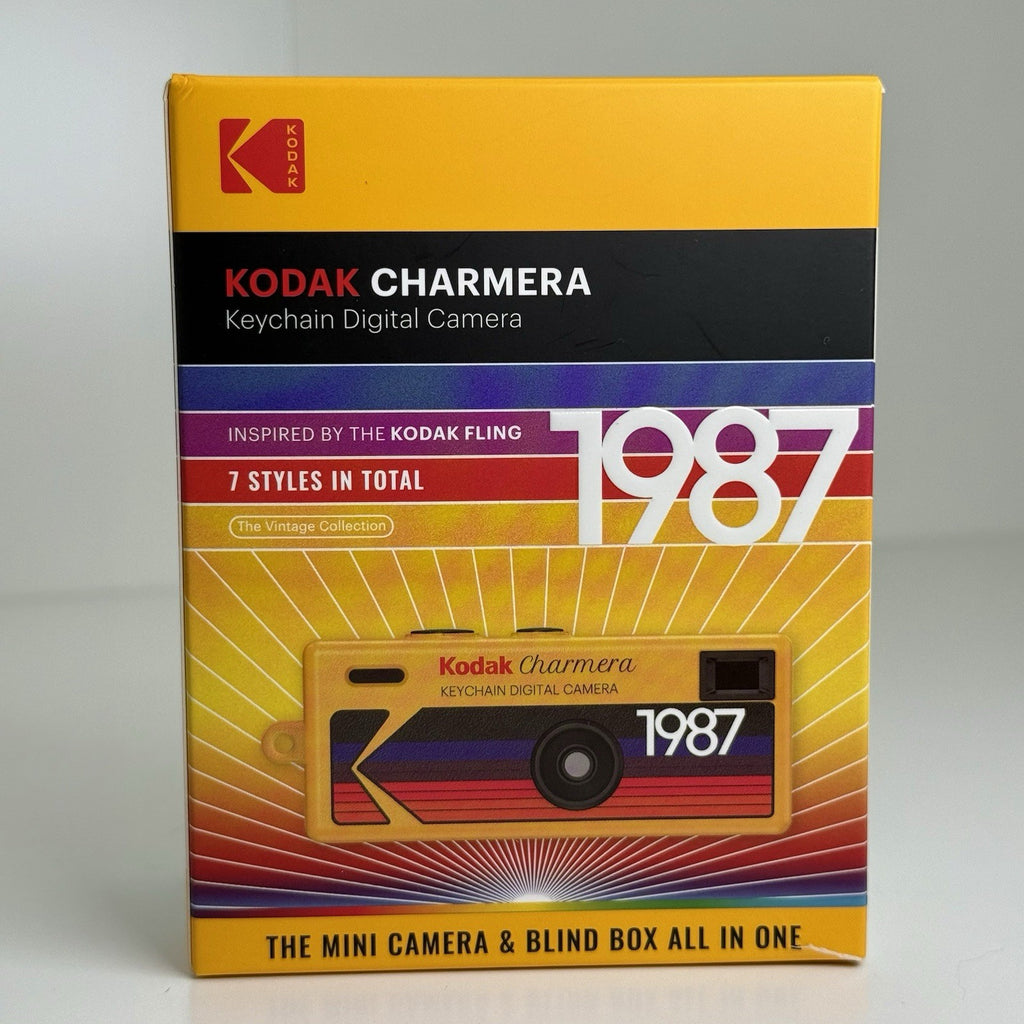 KODAK
KODAK CHARMERA
Keychain Digital Camera
INSPIRED BY THE KODAK FLING
1987
7 STYLES IN TOTAL
The Vintage Collection
Kodak Charmera
KEYCHAIN DIGITAL CAMERA
1987
THE MINI CAMERA & BLIND BOX ALL IN ONE